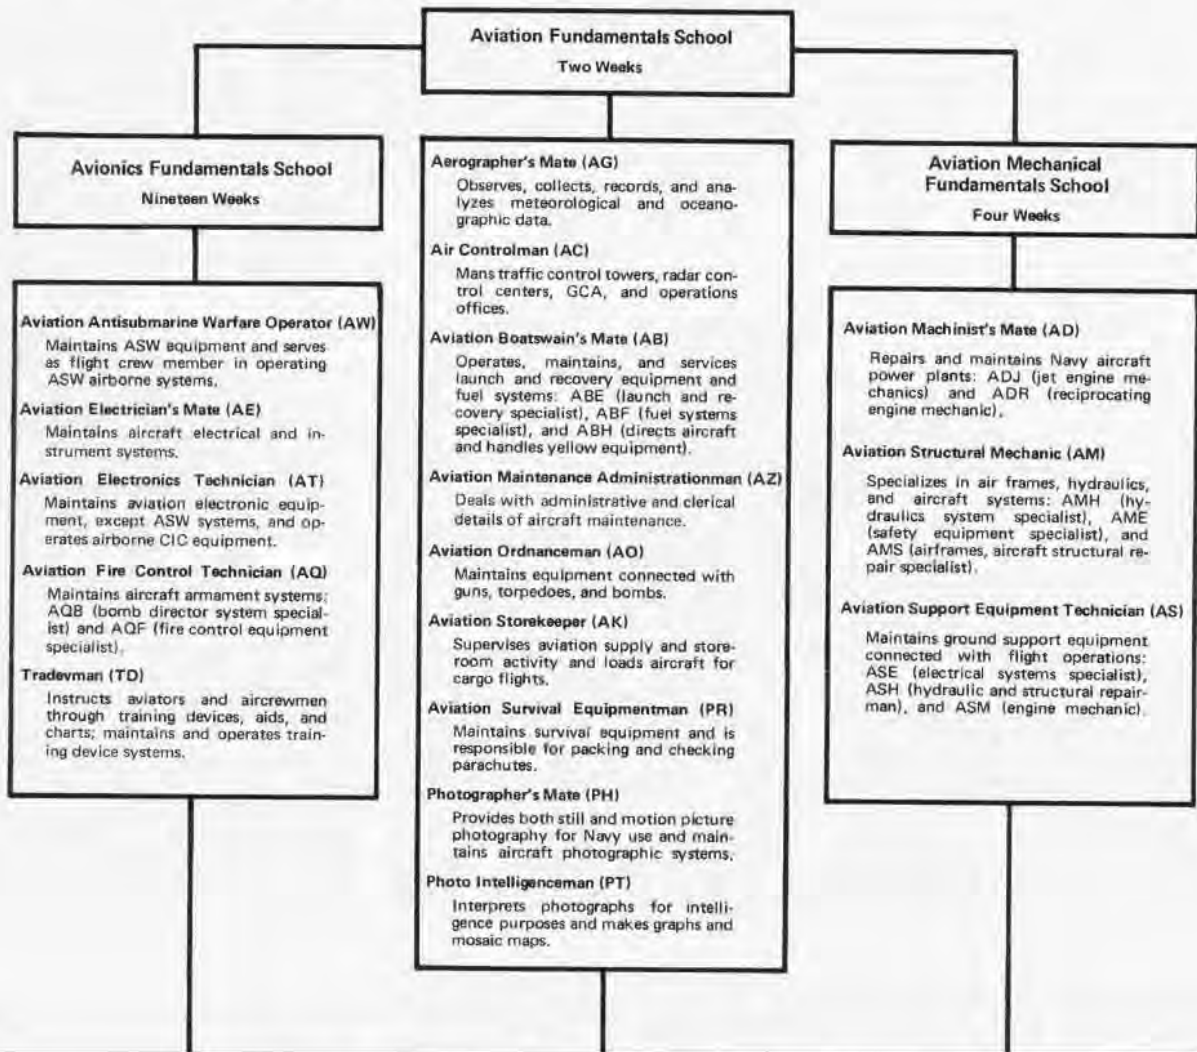 Aviation Fundamentals School
Two Weeks
Avionics Fundamentals School
Nineteen Weeks
Aviation Antisubmarine Warfare Operator (AW)
Maintains ASW equipment and serves
as flight crew member in operating
ASW airborne systems.
Aviation Electrician's Mate (AE)
Maintains aircraft electrical and in-
strument systems.
Aviation Electronics Technician (AT)
Maintains aviation electronic equip-
ment, except ASW systems, and op-
erates airborne CIC equipment.
Aviation Fire Control Technician (AQ)
Maintains aircraft armament systems:
AQB (bomb director system special-
ist) and AQF (fire control equipment
specialist).
Tradevman (TD)
Instructs aviators and aircrewmen
through training devices, aids, and
charts; maintains and operates train-
ing device systems.
Aerographer's Mate (AG)
Observes, collects, records, and ana-
lyzes meteorological and oceano-
graphic data.
Air Controlman (AC)
Mans traffic control towers, radar con-
trol centers, GCA, and operations
offices.
Aviation Boatswain's Mate (AB)
Operates, maintains, and services
launch and recovery equipment and
fuel systems: ABE (launch and re-
covery specialist), ABF (fuel systems
specialist), and ABH (directs aircraft
and handles yellow equipment).
Aviation Maintenance Administrationman (AZ)
Deals with administrative and clerical
details of aircraft maintenance.
Aviation Ordnanceman (AO)
Maintains equipment connected with
guns, torpedoes, and bombs.
Aviation Storekeeper (AK)
Supervises aviation supply and store-
room activity and loads aircraft for
cargo flights.
Aviation Survival Equipmentman (PR)
Maintains survival equipment and is
responsible for packing and checking
parachutes.
Photographer's Mate (PH)
Provides both still and motion picture
photography for Navy use and main-
tains aircraft photographic systems.
Photo Intelligenceman (PT)
Interprets photographs for intelli-
gence purposes and makes graphs and
mosaic maps.
Aviation Mechanical
Fundamentals School
Four Weeks
Aviation Machinist's Mate (AD)
Repairs and maintains Navy aircraft
power plants: ADJ (jet engine me-
chanics) and ADR (reciprocating
engine mechanic).
Aviation Structural Mechanic (AM)
Specializes in air frames, hydraulics,
and aircraft systems: AMH (hy-
draulics system specialist), AME
(safety equipment specialist), and
AMS (airframes, aircraft structural re-
pair specialist).
Aviation Support Equipment Technician (AS)
Maintains ground support equipment
connected with flight operations:
ASE (electrical systems specialist),
ASH (hydraulic and structural repair-
man), and ASM (engine mechanic).